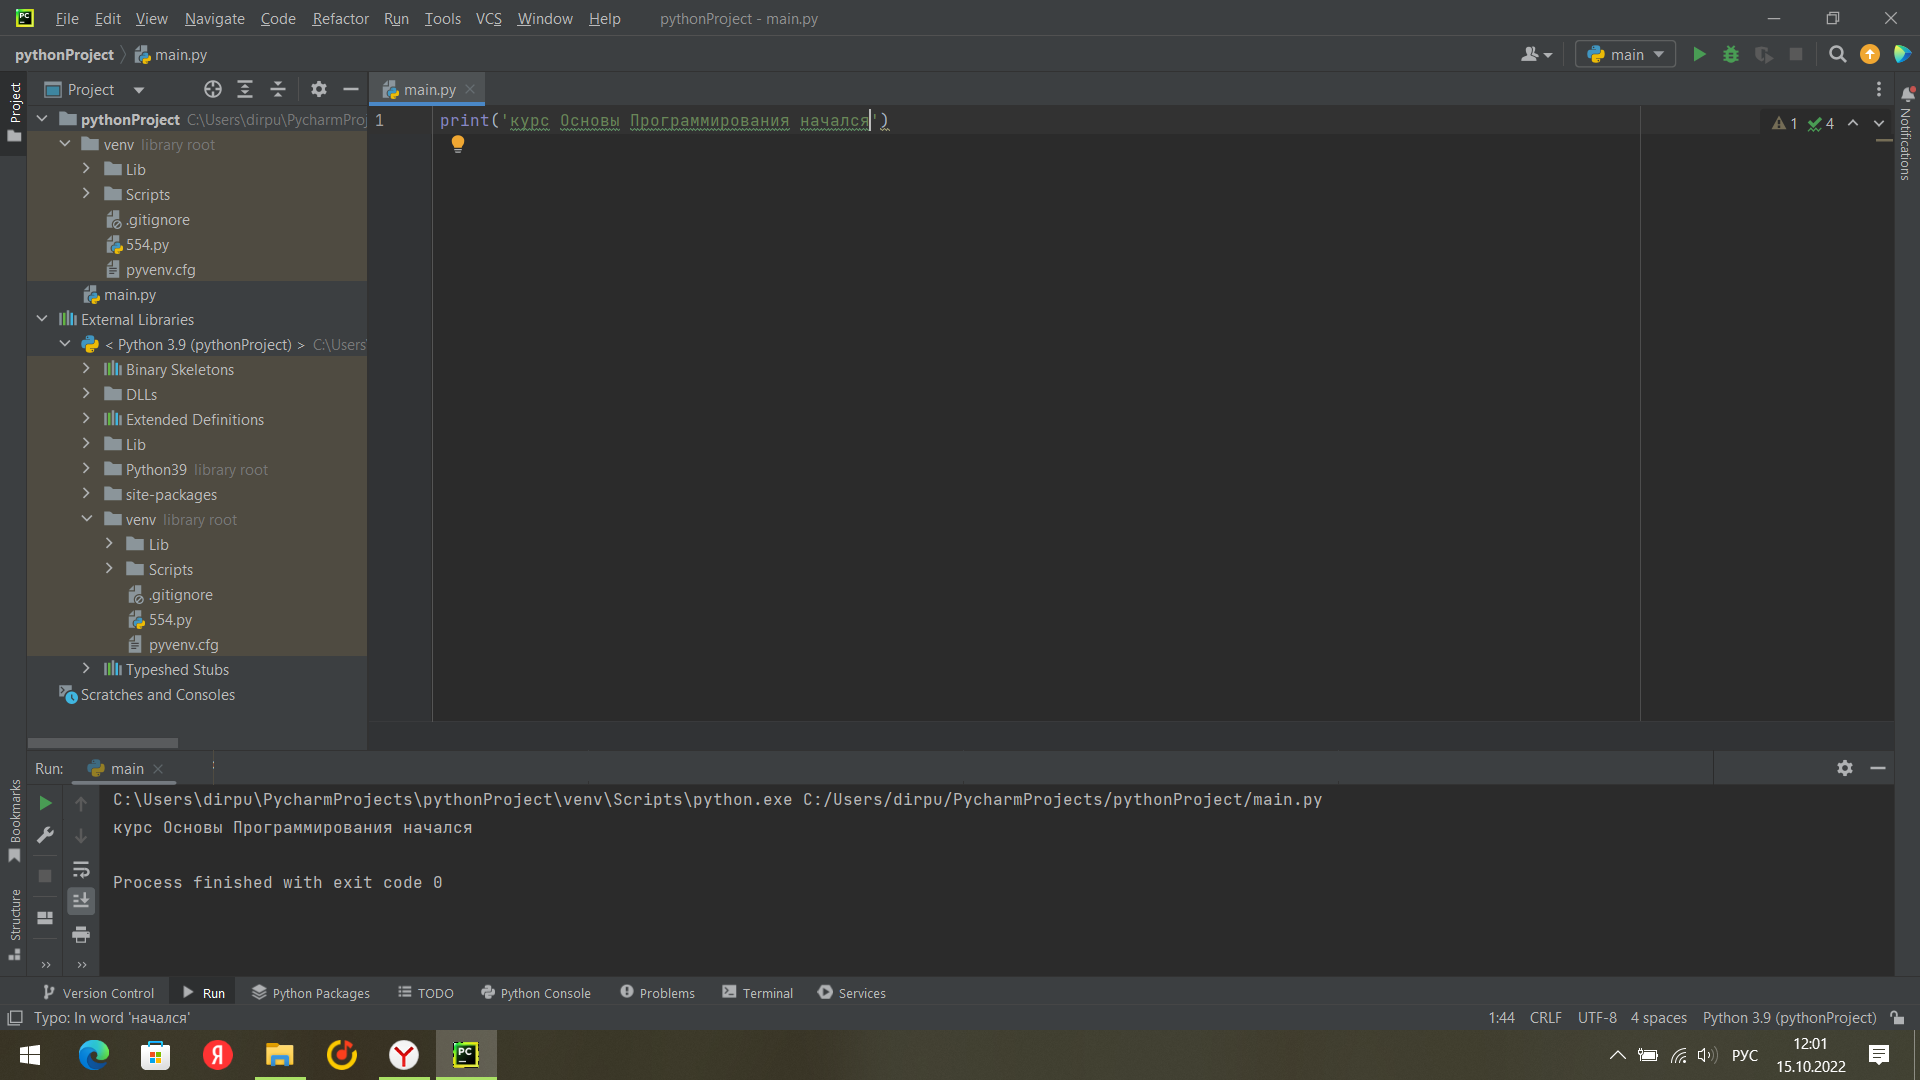 File Edit View Navigate Code Refactor Run Tools VCS Window Help pythonProject - main.py
pythonProject main.py main
Project main.py
Project
pythonProject C:\Users\dirpu\PycharmProj
venv library root
Lib
Scripts
.gitignore
554.py
pyvenv.cfg
main.py
External Libraries
< Python 3.9 (pythonProject) > C:\Users
Binary Skeletons
DLLs
Extended Definitions
Lib
Python39 library root
site-packages
venv library root
Lib
Scripts
.gitignore
554.py
pyvenv.cfg
Typeshed Stubs
Scratches and Consoles
1 print('курс Основы Программирования начался')
1 4
Notifications
Run: main
Bookmarks
Structure
C:\Users\dirpu\PycharmProjects\pythonProject\venv\Scripts\python.exe C:/Users/dirpu/PycharmProjects/pythonProject/main.py
курс Основы Программирования начался
Process finished with exit code 0
Version Control Run Python Packages TODO Python Console Problems Terminal Services
Typo: In word 'начался' 1:44 CRLF UTF-8 4 spaces Python 3.9 (pythonProject)
Я Y PC РУС 12:01
15.10.2022